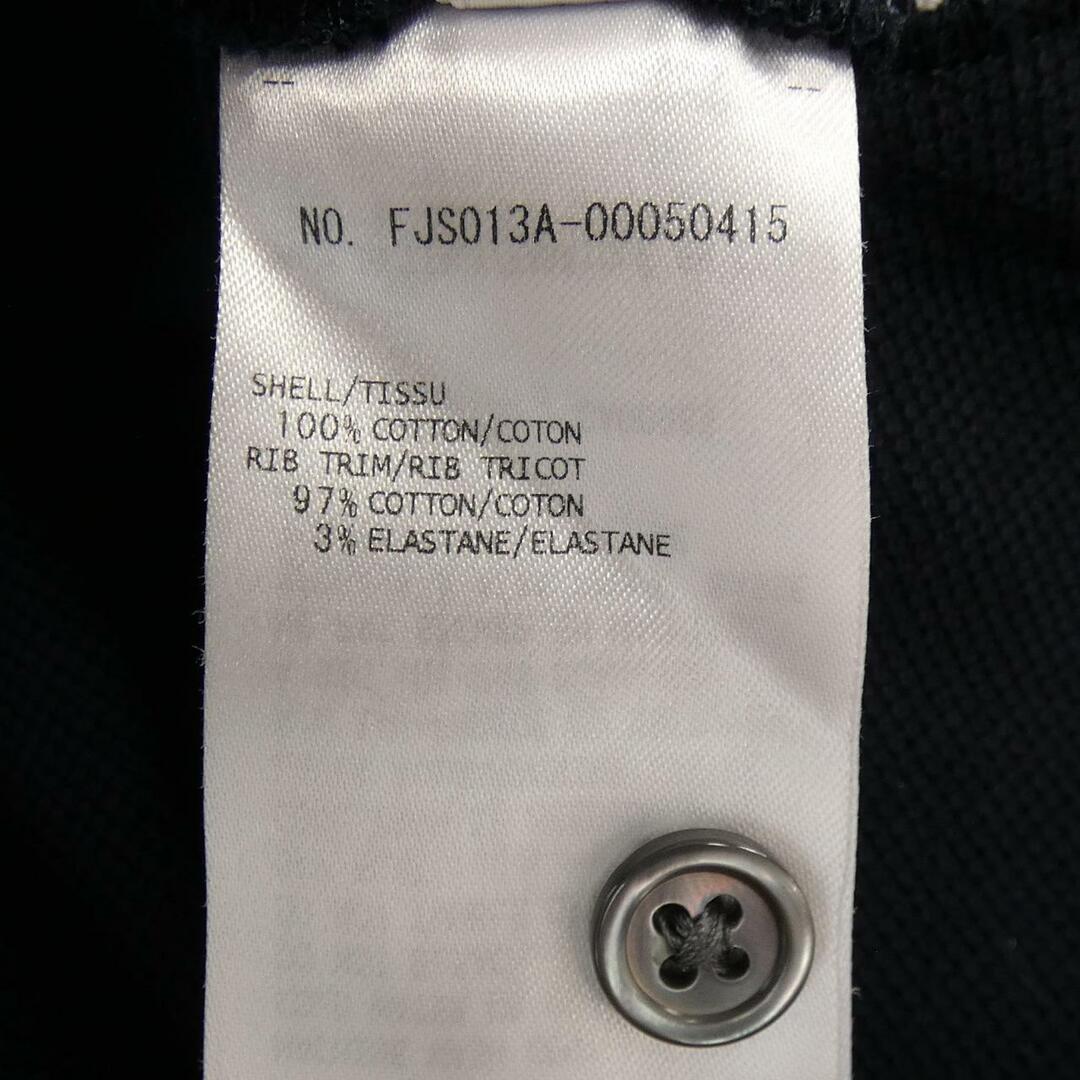 NO. FJS013A-00050415
SHELL/TISSU
100% COTTON/COTON
RIB TRIM/RIB TRICOT
97% COTTON/COTON
3% ELASTANE/ELASTANE